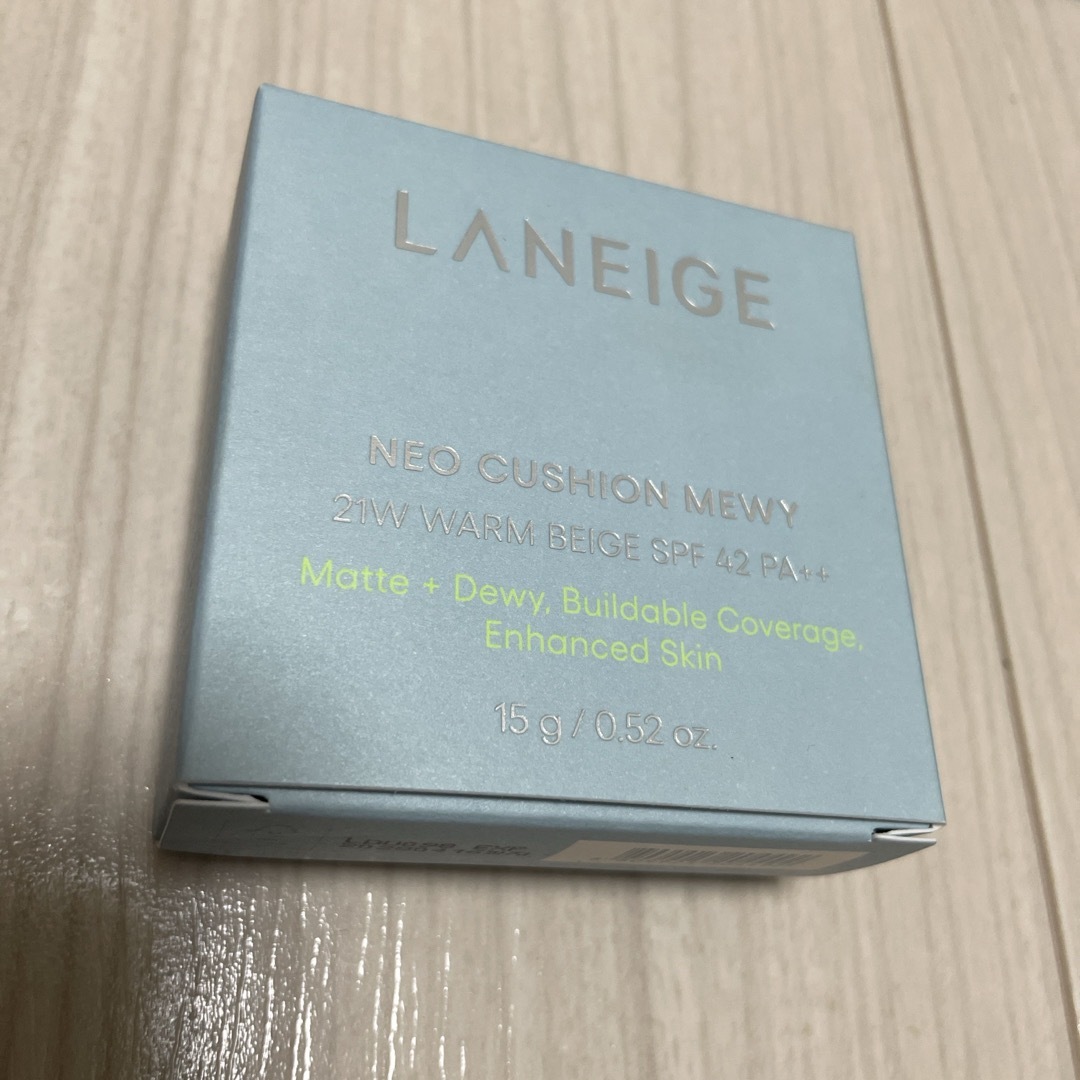 LANEIGE
NEO CUSHION MEWY
21W WARM BEIGE SPF 42 PA++
Matte + Dewy, Buildable Coverage,
Enhanced Skin
15 g / 0.52 oz.
EXP